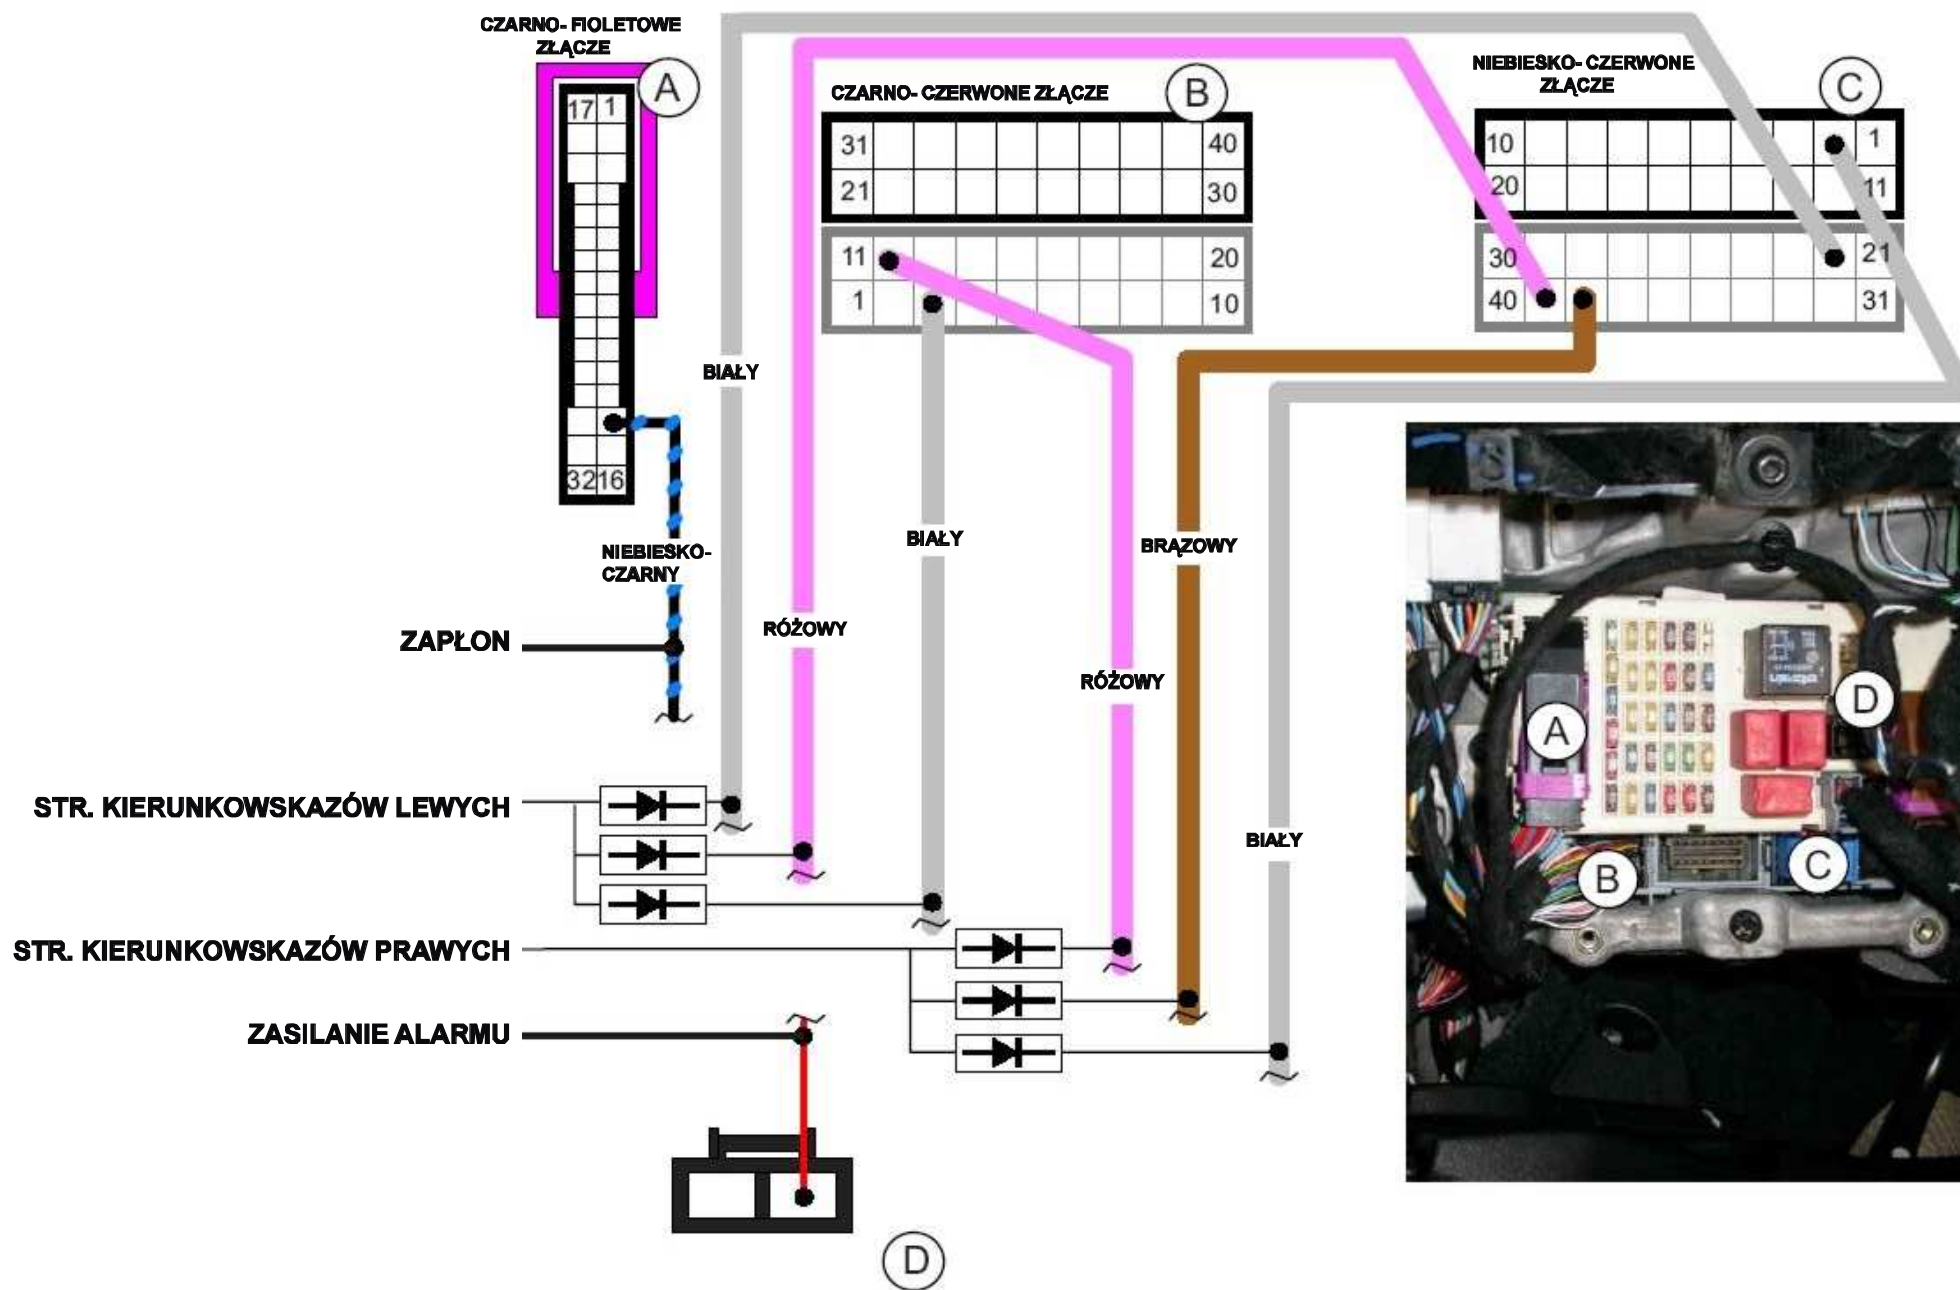 CZARNO- FIOLETOWE
ZŁĄCZE
A
17 1
32 16
CZARNO- CZERWONE ZŁĄCZE
B
31 40
21 30
11 20
1 10
NIEBIESKO- CZERWONE
ZŁĄCZE
C
10 1
20 11
30 21
40 31
BIAŁY
NIEBIESKO-
CZARNY
RÓŻOWY
BIAŁY
RÓŻOWY
BRĄZOWY
BIAŁY
ZAPŁON
STR. KIERUNKOWSKAZÓW LEWYCH
STR. KIERUNKOWSKAZÓW PRAWYCH
ZASILANIE ALARMU
D
A
D
B
C